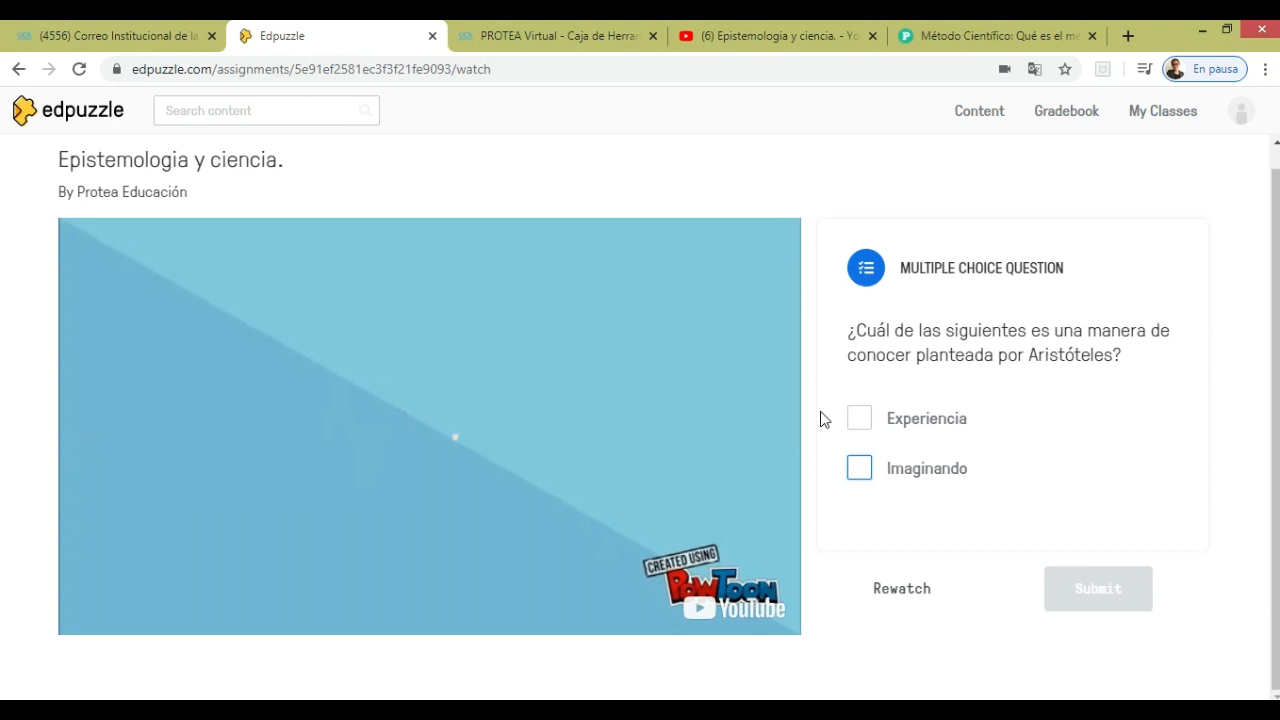 (4556) Correo Institucional de la
Edpuzzle
PROTEA Virtual - Caja de Herram
(6) Epistemologia y ciencia. - Yo
Método Científico: Qué es el mé
edpuzzle.com/assignments/5e91ef2581ec3f3f21fe9093/watch
En pausa
edpuzzle
Search content
Content
Gradebook
My Classes
Epistemologia y ciencia.
By Protea Educación
MULTIPLE CHOICE QUESTION
¿Cuál de las siguientes es una manera de
conocer planteada por Aristóteles?
Experiencia
Imaginando
CREATED USING
POWTOON
YouTube
Rewatch
Submit